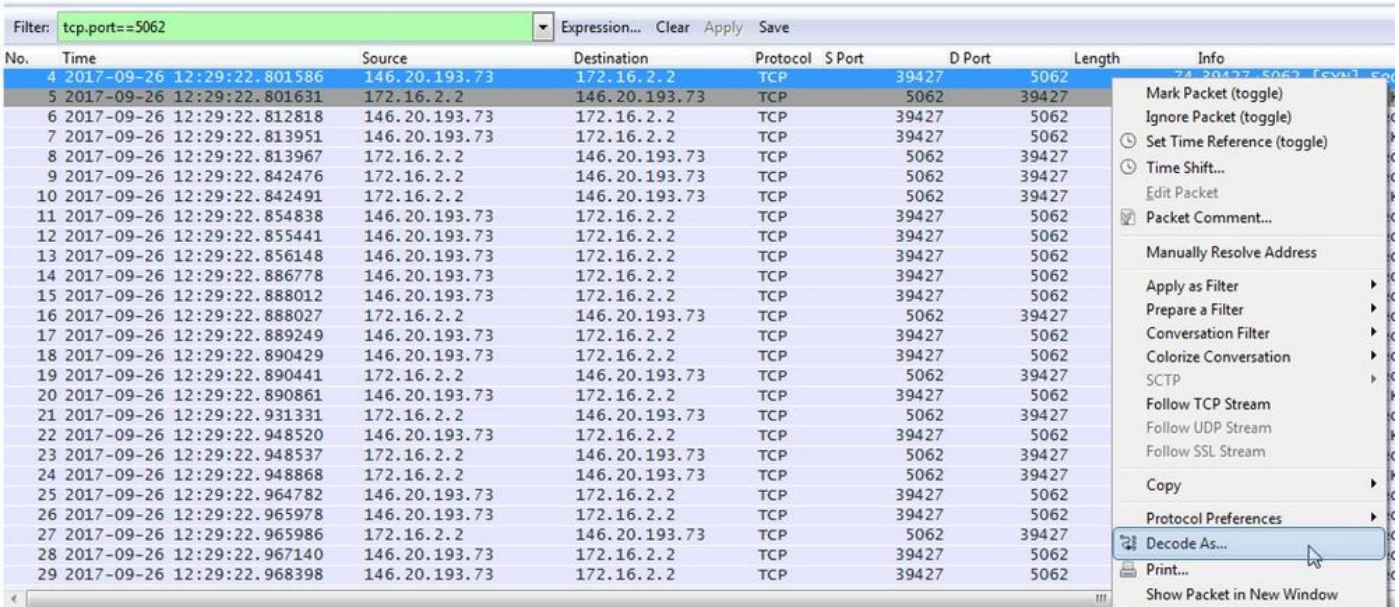 Filter: tcp.port==5062 Expression... Clear Apply Save
No. Time Source Destination Protocol S Port D Port Length Info
4 2017-09-26 12:29:22.801586 146.20.193.73 172.16.2.2 TCP 39427 5062 74 39427→5062 [SYN]
5 2017-09-26 12:29:22.801631 172.16.2.2 146.20.193.73 TCP 5062 39427
6 2017-09-26 12:29:22.812818 146.20.193.73 172.16.2.2 TCP 39427 5062
7 2017-09-26 12:29:22.813951 146.20.193.73 172.16.2.2 TCP 39427 5062
8 2017-09-26 12:29:22.813967 172.16.2.2 146.20.193.73 TCP 5062 39427
9 2017-09-26 12:29:22.842476 172.16.2.2 146.20.193.73 TCP 5062 39427
10 2017-09-26 12:29:22.842491 172.16.2.2 146.20.193.73 TCP 5062 39427
11 2017-09-26 12:29:22.854838 146.20.193.73 172.16.2.2 TCP 39427 5062
12 2017-09-26 12:29:22.855441 146.20.193.73 172.16.2.2 TCP 39427 5062
13 2017-09-26 12:29:22.856148 146.20.193.73 172.16.2.2 TCP 39427 5062
14 2017-09-26 12:29:22.886778 146.20.193.73 172.16.2.2 TCP 39427 5062
15 2017-09-26 12:29:22.888012 146.20.193.73 172.16.2.2 TCP 39427 5062
16 2017-09-26 12:29:22.888027 172.16.2.2 146.20.193.73 TCP 5062 39427
17 2017-09-26 12:29:22.889249 146.20.193.73 172.16.2.2 TCP 39427 5062
18 2017-09-26 12:29:22.890429 146.20.193.73 172.16.2.2 TCP 39427 5062
19 2017-09-26 12:29:22.890441 172.16.2.2 146.20.193.73 TCP 5062 39427
20 2017-09-26 12:29:22.890861 146.20.193.73 172.16.2.2 TCP 39427 5062
21 2017-09-26 12:29:22.931331 172.16.2.2 146.20.193.73 TCP 5062 39427
22 2017-09-26 12:29:22.948520 146.20.193.73 172.16.2.2 TCP 39427 5062
23 2017-09-26 12:29:22.948537 172.16.2.2 146.20.193.73 TCP 5062 39427
24 2017-09-26 12:29:22.948868 172.16.2.2 146.20.193.73 TCP 5062 39427
25 2017-09-26 12:29:22.964782 146.20.193.73 172.16.2.2 TCP 39427 5062
26 2017-09-26 12:29:22.965978 146.20.193.73 172.16.2.2 TCP 39427 5062
27 2017-09-26 12:29:22.965986 172.16.2.2 146.20.193.73 TCP 5062 39427
28 2017-09-26 12:29:22.967140 146.20.193.73 172.16.2.2 TCP 39427 5062
29 2017-09-26 12:29:22.968398 146.20.193.73 172.16.2.2 TCP 39427 5062
Mark Packet (toggle)
Ignore Packet (toggle)
Set Time Reference (toggle)
Time Shift...
Edit Packet
Packet Comment...
Manually Resolve Address
Apply as Filter
Prepare a Filter
Conversation Filter
Colorize Conversation
SCTP
Follow TCP Stream
Follow UDP Stream
Follow SSL Stream
Copy
Protocol Preferences
Decode As...
Print...
Show Packet in New Window